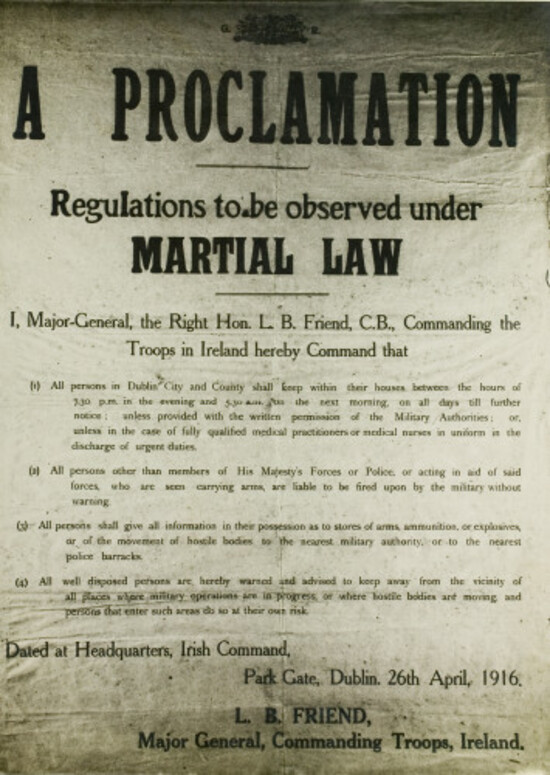 G. R.
A PROCLAMATION
Regulations to be observed under
MARTIAL LAW
I, Major-General, the Right Hon. L. B. Friend, C.B., Commanding the
Troops in Ireland hereby Command that
(1) All persons in Dublin City and County shall keep within their houses between the hours of
7.30 p.m. in the evening and 5.30 a.m. on the next morning, on all days till further
notice; unless provided with the written permission of the Military Authorities; or,
unless in the case of fully qualified medical practitioners or medical nurses in uniform in the
discharge of urgent duties.
(2) All persons other than members of His Majesty's Forces or Police, or acting in aid of said
forces, who are seen carrying arms, are liable to be fired upon by the military without
warning.
(3) All persons shall give all information in their possession as to stores of arms, ammunition, or explosives,
or of the movement of hostile bodies to the nearest military authority, or to the nearest
police barracks.
(4) All well disposed persons are hereby warned and advised to keep away from the vicinity of
all places where military operations are in progress, or where hostile bodies are moving, and
persons that enter such areas do so at their own risk.
Dated at Headquarters, Irish Command,
Park Gate, Dublin. 26th April, 1916.
L. B. FRIEND,
Major General, Commanding Troops, Ireland.